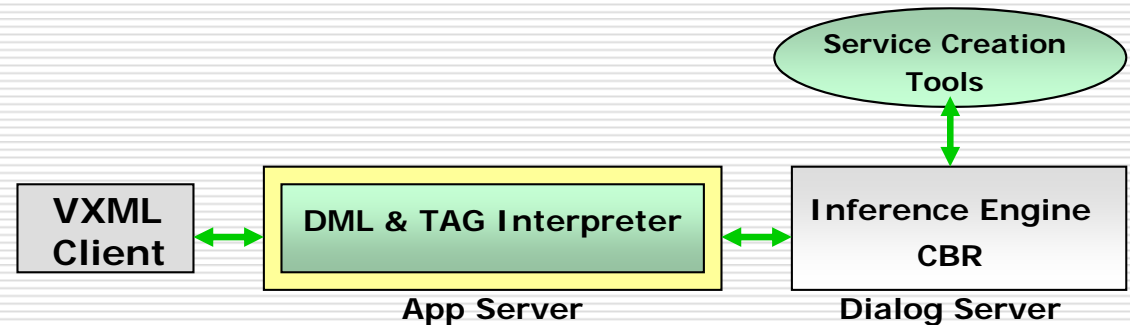 Service Creation
Tools
VXML
Client
DML & TAG Interpreter
Inference Engine
CBR
App Server
Dialog Server